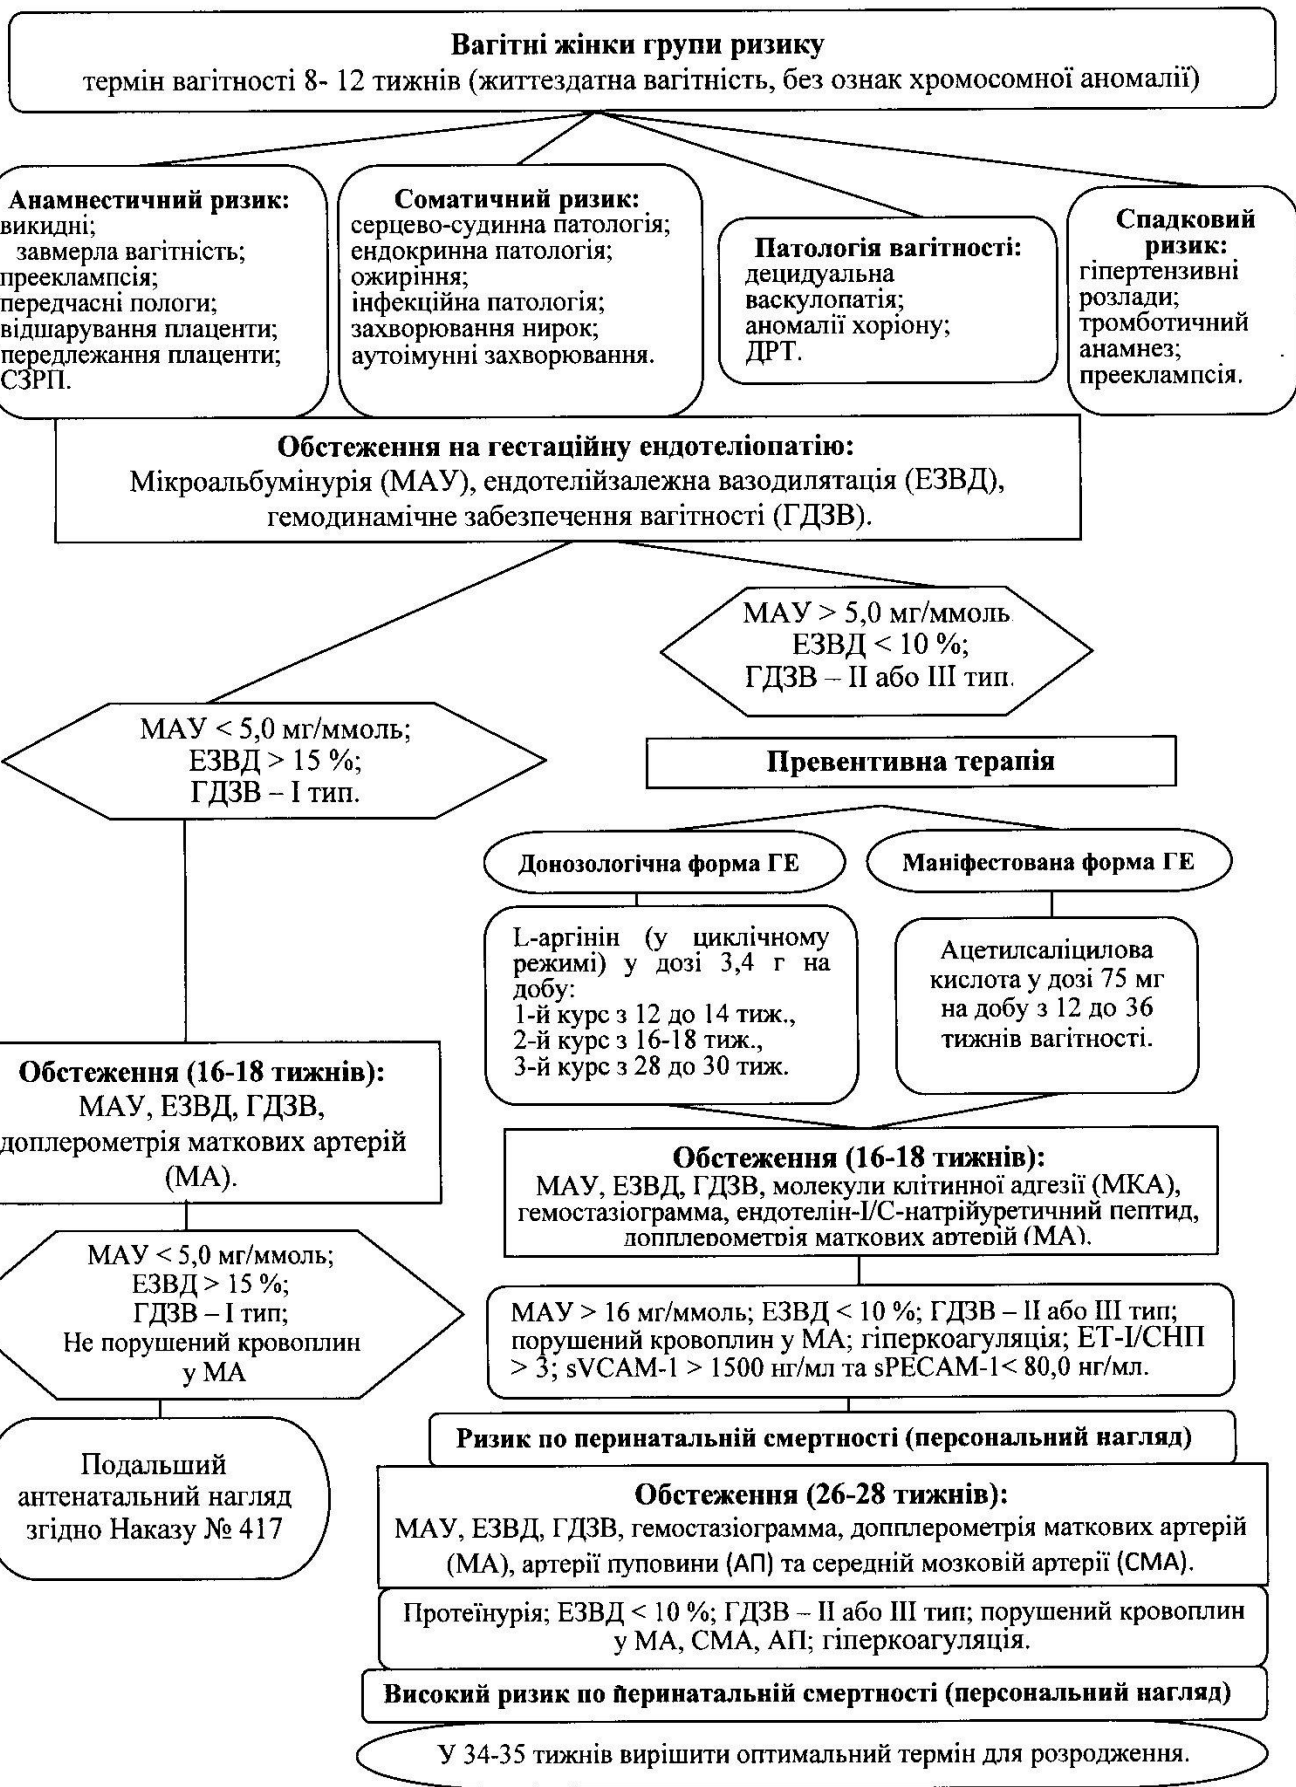 Вагітні жінки групи ризику
термін вагітності 8- 12 тижнів (життєздатна вагітність, без ознак хромосомної аномалії)
Анамнестичний ризик:
викидні;
завмерла вагітність;
прееклампсія;
передчасні пологи;
відшарування плаценти;
передлежання плаценти;
СЗРП.
Соматичний ризик:
серцево-судинна патологія;
ендокринна патологія;
ожиріння;
інфекційна патологія;
захворювання нирок;
аутоімунні захворювання.
Патологія вагітності:
децидуальна
васкулопатія;
аномалії хоріону;
ДРТ.
Спадковий
ризик:
гіпертензивні
розлади;
тромботичний
анамнез;
прееклампсія.
Обстеження на гестаційну ендотеліопатію:
Мікроальбумінурія (МАУ), ендотелійзалежна вазодилятація (ЕЗВД),
гемодинамічне забезпечення вагітності (ГДЗВ).
МАУ > 5,0 мг/ммоль
ЕЗВД < 10 %;
ГДЗВ – ІІ або ІІІ тип.
МАУ < 5,0 мг/ммоль;
ЕЗВД > 15 %;
ГДЗВ – І тип.
Превентивна терапія
Донозологічна форма ГЕ
Маніфестована форма ГЕ
L-аргінін (у циклічному
режимі) у дозі 3,4 г на
добу:
1-й курс з 12 до 14 тиж.,
2-й курс з 16-18 тиж.,
3-й курс з 28 до 30 тиж.
Ацетилсаліцилова
кислота у дозі 75 мг
на добу з 12 до 36
тижнів вагітності.
Обстеження (16-18 тижнів):
МАУ, ЕЗВД, ГДЗВ,
доплерометрія маткових артерій
(МА).
Обстеження (16-18 тижнів):
МАУ, ЕЗВД, ГДЗВ, молекули клітинної адгезії (МКА),
гемостазіограмма, ендотелін-І/С-натрійуретичний пептид,
допплерометрія маткових артерій (МА).
МАУ < 5,0 мг/ммоль;
ЕЗВД > 15 %;
ГДЗВ – І тип;
Не порушений кровоплин
у МА
МАУ > 16 мг/ммоль; ЕЗВД < 10 %; ГДЗВ – ІІ або ІІІ тип;
порушений кровоплин у МА; гіперкоагуляція; ЕТ-І/СНП
> 3; sVCAM-1 > 1500 нг/мл та sPECAM-1< 80,0 нг/мл.
Подальший
антенатальний нагляд
згідно Наказу № 417
Ризик по перинатальній смертності (персональний нагляд)
Обстеження (26-28 тижнів):
МАУ, ЕЗВД, ГДЗВ, гемостазіограмма, допплерометрія маткових артерій
(МА), артерії пуповини (АП) та середній мозковій артерії (СМА).
Протеїнурія; ЕЗВД < 10 %; ГДЗВ – ІІ або ІІІ тип; порушений кровоплин
у МА, СМА, АП; гіперкоагуляція.
Високий ризик по перинатальній смертності (персональний нагляд)
У 34-35 тижнів вирішити оптимальний термін для розродження.